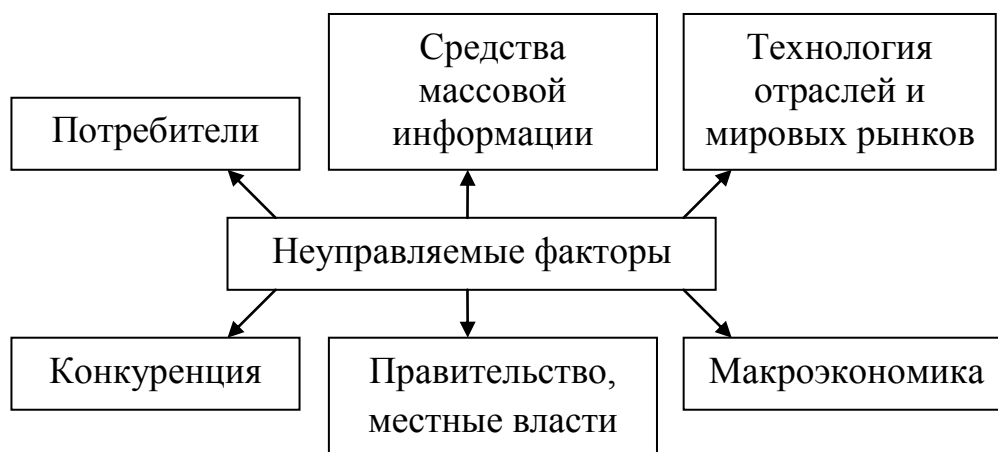 Средства
массовой
информации
Технология
отраслей и
мировых рынков
Потребители
Неуправляемые факторы
Конкуренция
Правительство,
местные власти
Макроэкономика